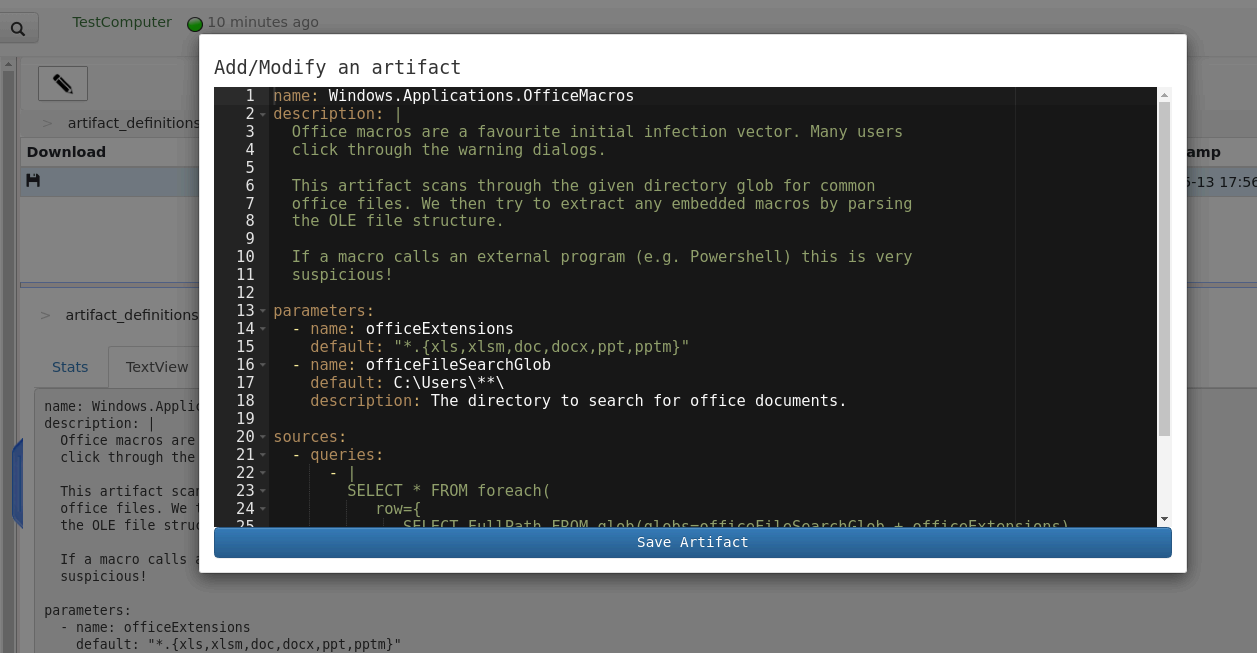 TestComputer 10 minutes ago
Add/Modify an artifact
1 name: Windows.Applications.OfficeMacros
2 description: |
3 Office macros are a favourite initial infection vector. Many users
4 click through the warning dialogs.
5
6 This artifact scans through the given directory glob for common
7 office files. We then try to extract any embedded macros by parsing
8 the OLE file structure.
9
10 If a macro calls an external program (e.g. Powershell) this is very
11 suspicious!
12
13 parameters:
14 - name: officeExtensions
15 default: "*.{xls,xlsm,doc,docx,ppt,pptm}"
16 - name: officeFileSearchGlob
17 default: C:\Users\**\
18 description: The directory to search for office documents.
19
20 sources:
21 - queries:
22 - |
23 SELECT * FROM foreach(
24 row={
25 SELECT FullPath FROM glob(globs=officeFileSearchGlob + officeExtensions)
Save Artifact
> artifact_definitions
Download
amp
5-13 17:56
> artifact_definitions
Stats TextView
name: Windows.Applic
description: |
Office macros are
click through the
This artifact scan
office files. We t
the OLE file struc
If a macro calls a
suspicious!
parameters:
- name: officeExtensions
default: "*.{xls,xlsm,doc,docx,ppt,pptm}"